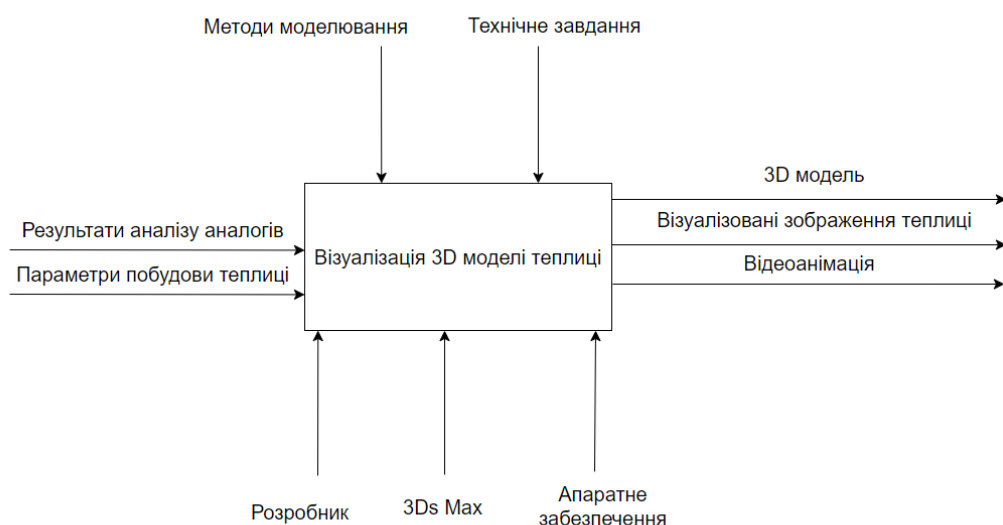 Методи моделювання
Технічне завдання
3D модель
Результати аналізу аналогів
Візуалізовані зображення теплиці
Візуалізація 3D моделі теплиці
Параметри побудови теплиці
Відеоанімація
Розробник
3Ds Max
Апаратне
забезпечення